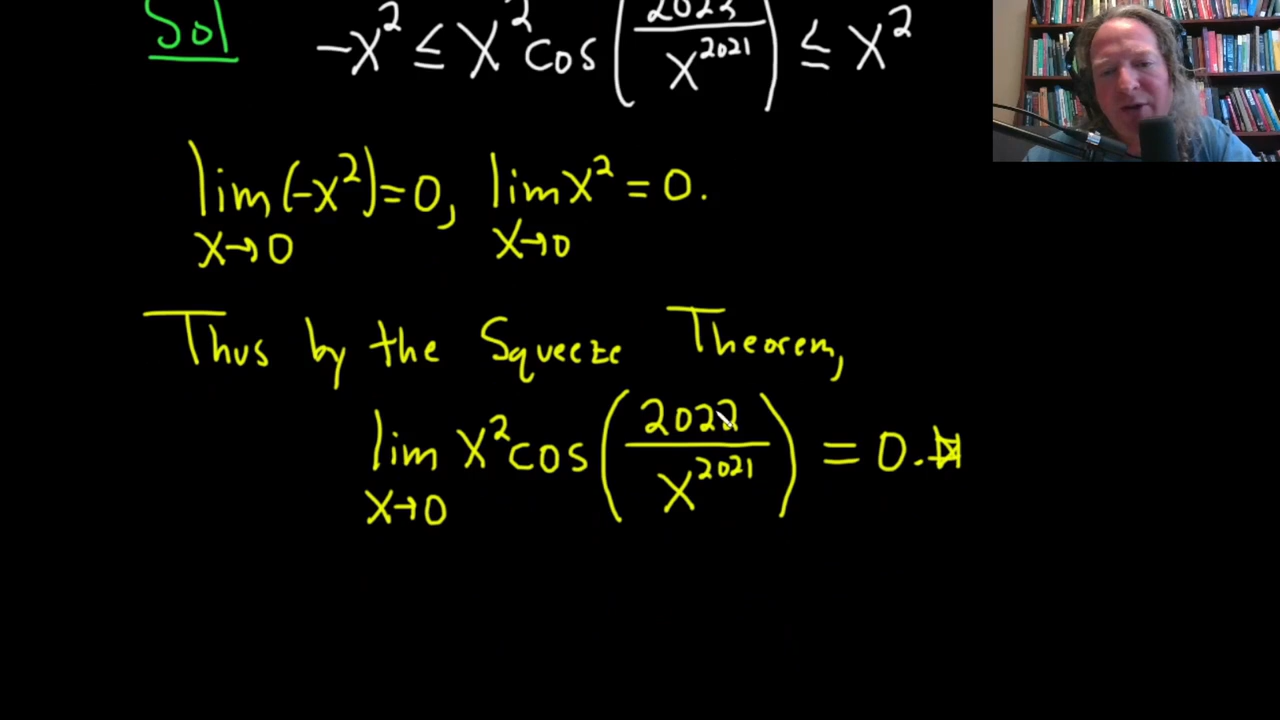 Sol -x² ≤ x² cos(2023/x²⁰²¹) ≤ x²
lim (-x²) = 0, lim x² = 0.
x→0 x→0
Thus by the Squeeze Theorem,
lim x² cos(2022/x²⁰²¹) = 0.
x→0